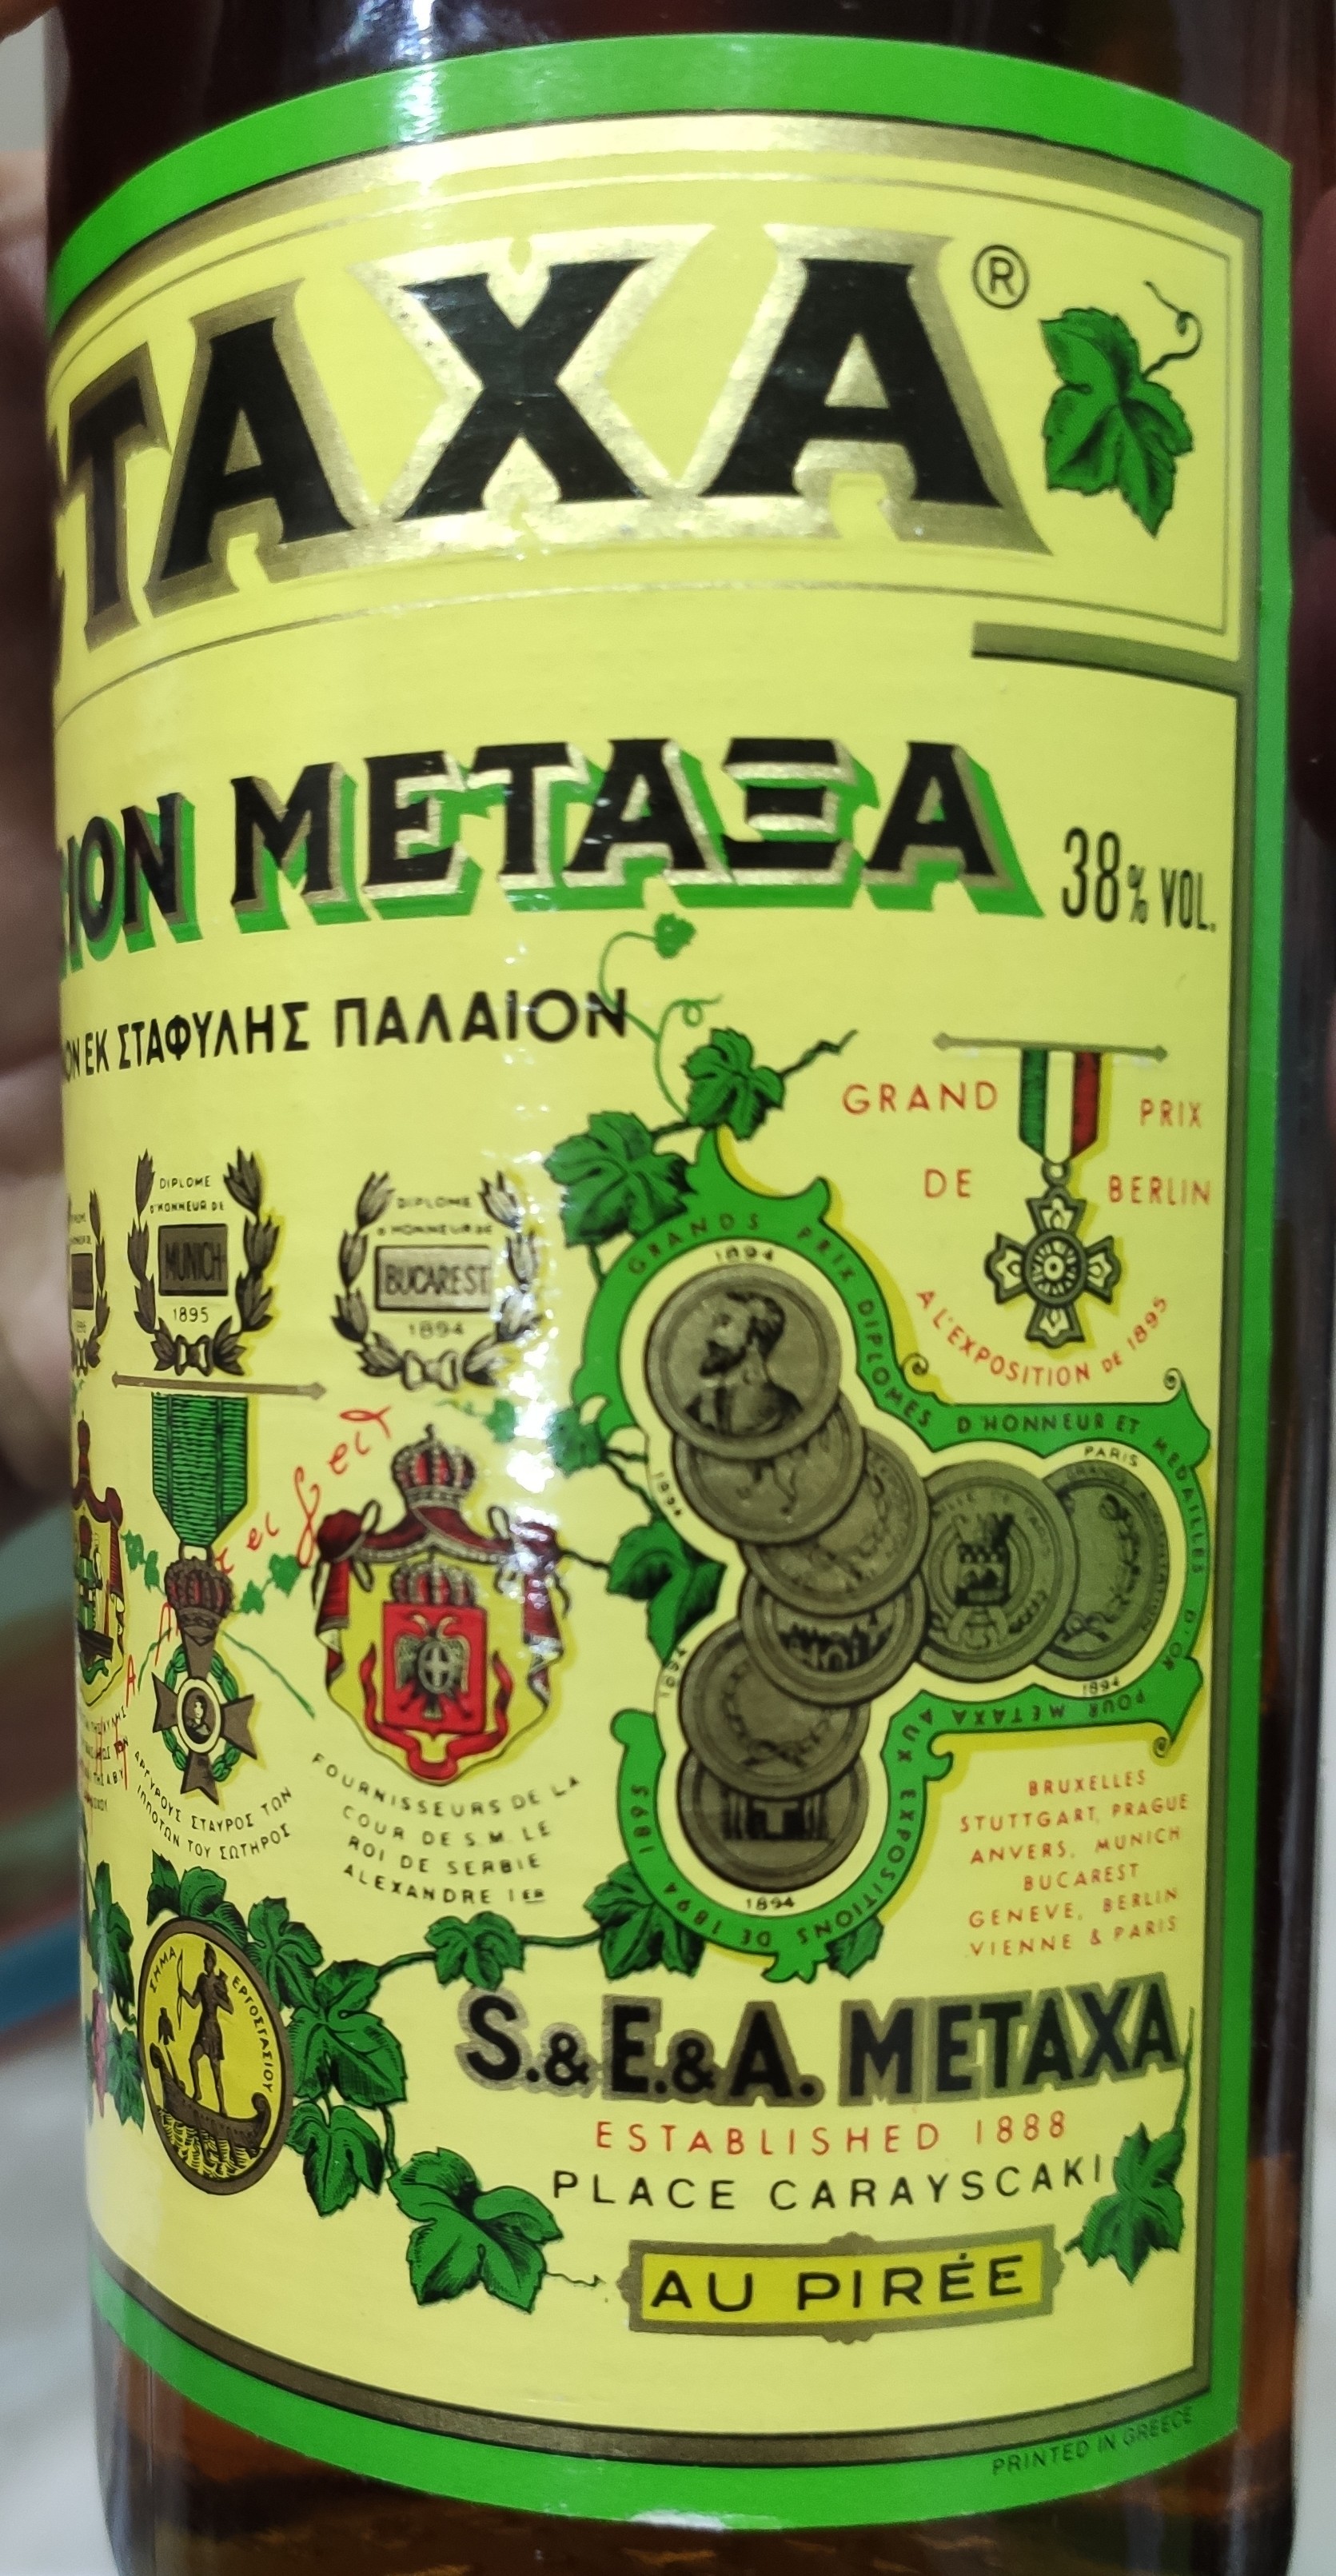 TAXA ®
ΙΟΝ ΜΕΤΑΞΑ
38% VOL.
ΕΚ ΣΤΑΦΥΛΗΣ ΠΑΛΑΙΟΝ
GRAND PRIX
DE BERLIN
A L'EXPOSITION DE 1895
DIPLOME
D'HONNEUR DE
MUNICH
1895
DIPLOME
D'HONNEUR DE
BUCAREST
1894
GRANDS PRIX DIPLOMES D'HONNEUR ET MEDAILLES D'OR
POUR METAXA AUX EXPOSITIONS DE 1894 1895
1894
1894
1894
1894
PARIS
1894
ΑΡΓΥΡΟΥΣ ΣΤΑΥΡΟΣ ΤΩΝ
ΙΠΠΟΤΩΝ ΤΟΥ ΣΩΤΗΡΟΣ
FOURNISSEURS DE LA
COUR DE S.M. LE
ROI DE SERBIE
ALEXANDRE IER
BRUXELLES
STUTTGART, PRAGUE
ANVERS, MUNICH
BUCAREST
GENEVE, BERLIN
VIENNE & PARIS
ΣΗΜΑ ΕΡΓΟΣΤΑΣΙΟΥ
S.&E.&A. METAXA
ESTABLISHED 1888
PLACE CARAYSCAKI
AU PIRÉE
PRINTED IN GREECE